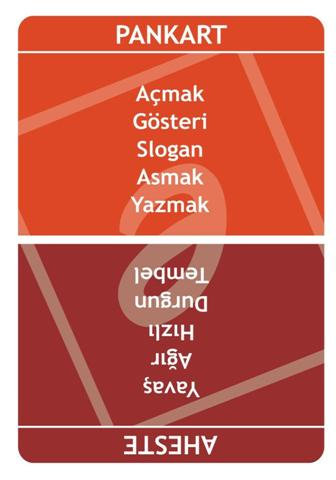 PANKART
Açmak
Gösteri
Slogan
Asmak
Yazmak
AHESTE
Yavaş
Ağır
Hızlı
Durgun
Tembel